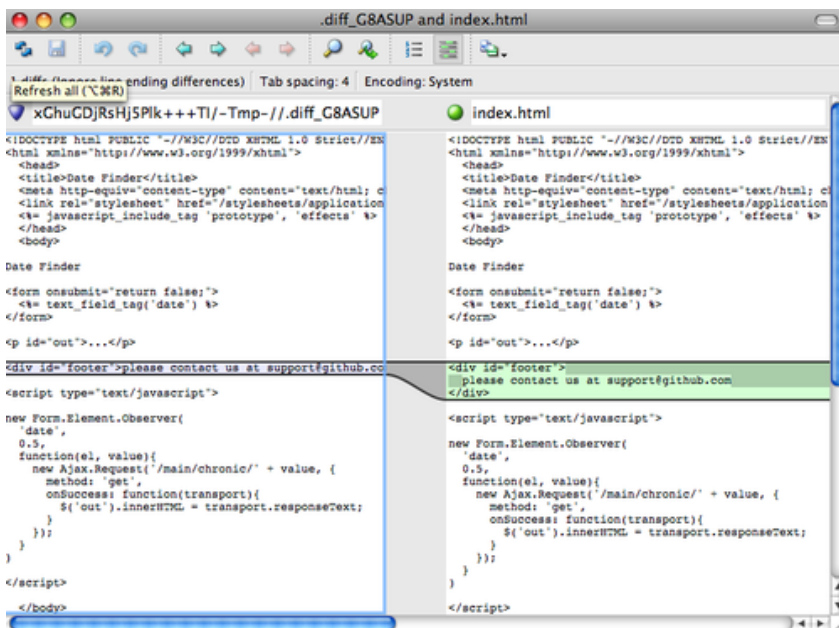 .diff_G8ASUP and index.html
1 diffs (Ignore line ending differences) Tab spacing: 4 Encoding: System
Refresh all (⌥⌘R)
xGhuGDjRsHj5Plk+++TI/-Tmp-//.diff_G8ASUP
<!DOCTYPE html PUBLIC "-//W3C//DTD XHTML 1.0 Strict//EN
<html xmlns="http://www.w3.org/1999/xhtml">
<head>
<title>Date Finder</title>
<meta http-equiv="content-type" content="text/html; c
<link rel="stylesheet" href="/stylesheets/application
<%= javascript_include_tag 'prototype', 'effects' %>
</head>
<body>
Date Finder
<form onsubmit="return false;">
<%= text_field_tag('date') %>
</form>
<p id="out">...</p>
<div id="footer">please contact us at support@github.co
<script type="text/javascript">
new Form.Element.Observer(
'date',
0.5,
function(el, value){
new Ajax.Request('/main/chronic/' + value, {
method: 'get',
onSuccess: function(transport){
$('out').innerHTML = transport.responseText;
}
});
}
)
</script>
</body>
index.html
<!DOCTYPE html PUBLIC "-//W3C//DTD XHTML 1.0 Strict//EN
<html xmlns="http://www.w3.org/1999/xhtml">
<head>
<title>Date Finder</title>
<meta http-equiv="content-type" content="text/html; c
<link rel="stylesheet" href="/stylesheets/application
<%= javascript_include_tag 'prototype', 'effects' %>
</head>
<body>
Date Finder
<form onsubmit="return false;">
<%= text_field_tag('date') %>
</form>
<p id="out">...</p>
<div id="footer">
please contact us at support@github.com
</div>
<script type="text/javascript">
new Form.Element.Observer(
'date',
0.5,
function(el, value){
new Ajax.Request('/main/chronic/' + value, {
method: 'get',
onSuccess: function(transport){
$('out').innerHTML = transport.responseText;
}
});
}
)
</script>